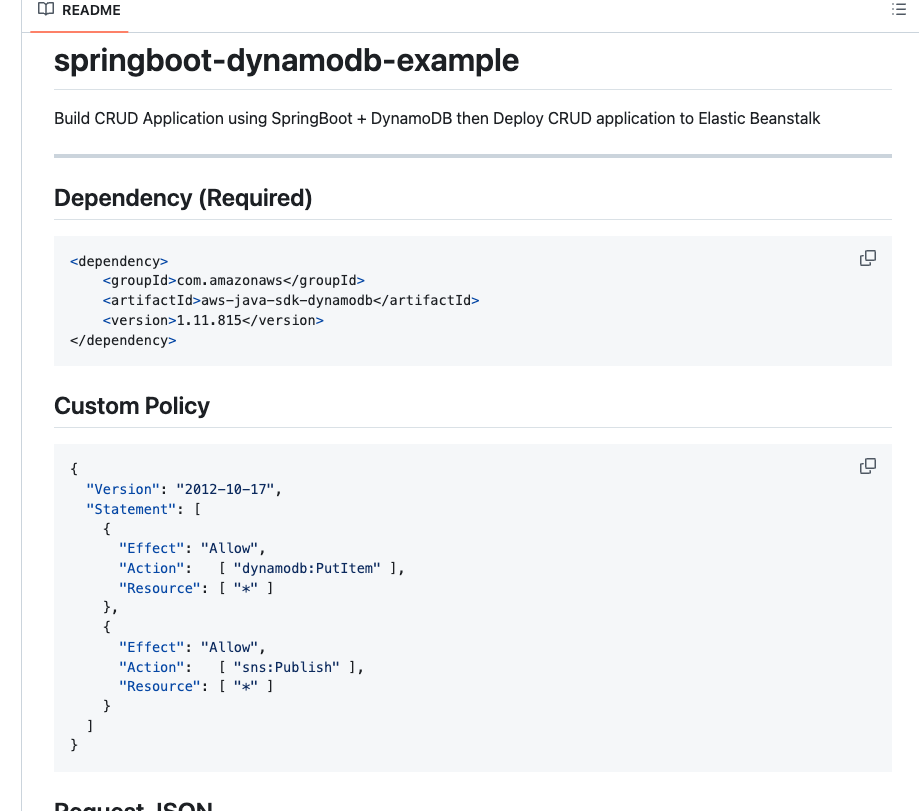 README
springboot-dynamodb-example
Build CRUD Application using SpringBoot + DynamoDB then Deploy CRUD application to Elastic Beanstalk
Dependency (Required)
<dependency>
    <groupId>com.amazonaws</groupId>
    <artifactId>aws-java-sdk-dynamodb</artifactId>
    <version>1.11.815</version>
</dependency>
Custom Policy
{
  "Version": "2012-10-17",
  "Statement": [
    {
      "Effect": "Allow",
      "Action":   [ "dynamodb:PutItem" ],
      "Resource": [ "*" ]
    },
    {
      "Effect": "Allow",
      "Action":   [ "sns:Publish" ],
      "Resource": [ "*" ]
    }
  ]
}
Request JSON